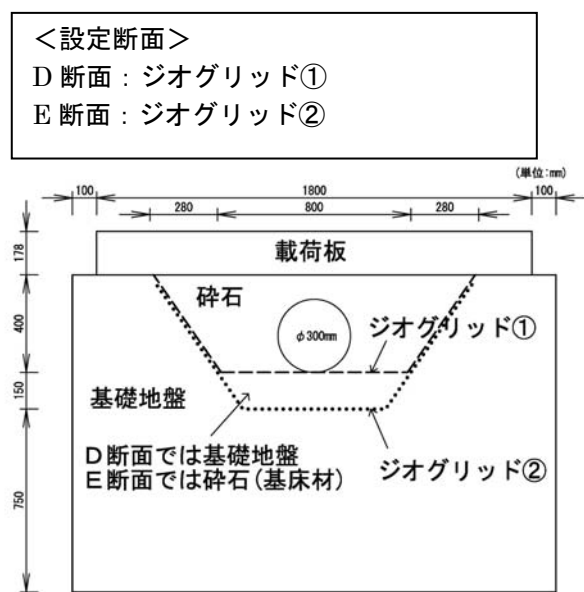 ＜設定断面＞
D 断面：ジオグリッド①
E 断面：ジオグリッド②
(単位:mm)
100 1800 100
280 800 280
178
載荷板
400
砕石
φ300mm
ジオグリッド①
150
基礎地盤
D断面では基礎地盤
E断面では砕石(基床材)
ジオグリッド②
750